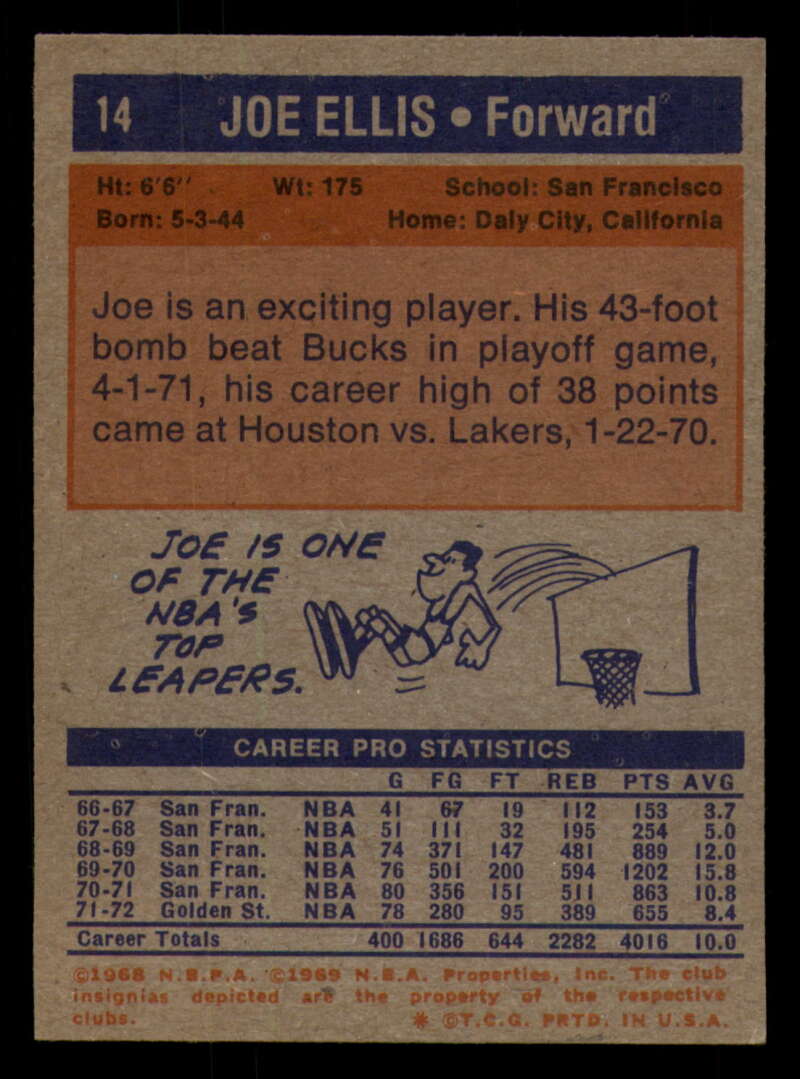 14 JOE ELLIS • Forward
Ht: 6'6" Wt: 175 School: San Francisco
Born: 5-3-44 Home: Daly City, California
Joe is an exciting player. His 43-foot
bomb beat Bucks in playoff game,
4-1-71, his career high of 38 points
came at Houston vs. Lakers, 1-22-70.
JOE IS ONE
OF THE
NBA'S
TOP
LEAPERS.
CAREER PRO STATISTICS
G FG FT REB PTS AVG
66-67 San Fran. NBA 41 67 19 112 153 3.7
67-68 San Fran. NBA 51 111 32 195 254 5.0
68-69 San Fran. NBA 74 371 147 481 889 12.0
69-70 San Fran. NBA 76 501 200 594 1202 15.8
70-71 San Fran. NBA 80 356 151 511 863 10.8
71-72 Golden St. NBA 78 280 95 389 655 8.4
Career Totals 400 1686 644 2282 4016 10.0
©1968 N.B.P.A. ©1969 N.B.A. Properties, Inc. The club
insignias depicted are the property of the respective
clubs. * ©T.C.G. PRTD. IN U.S.A.